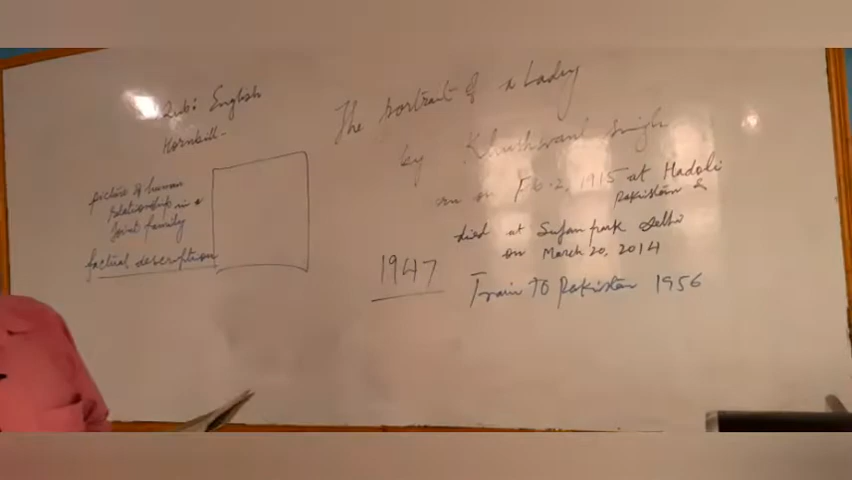 Sub: English
Hornbill-
The portrait of a Lady
by Khushwant Singh
on Feb. 2, 1915 at Hadali
Pakistan &
died at Sujan park Delhi
on March 20, 2014
picture of human
relationship in a
joint family
factual description
1947
Train To Pakistan 1956